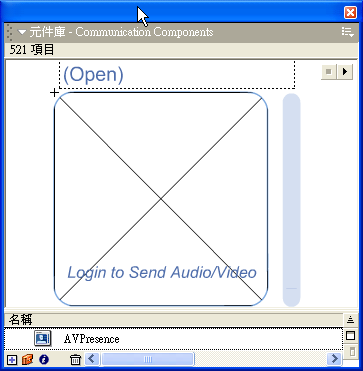 元件庫 - Communication Components
521 項目
(Open)
Login to Send Audio/Video
名稱
AVPresence